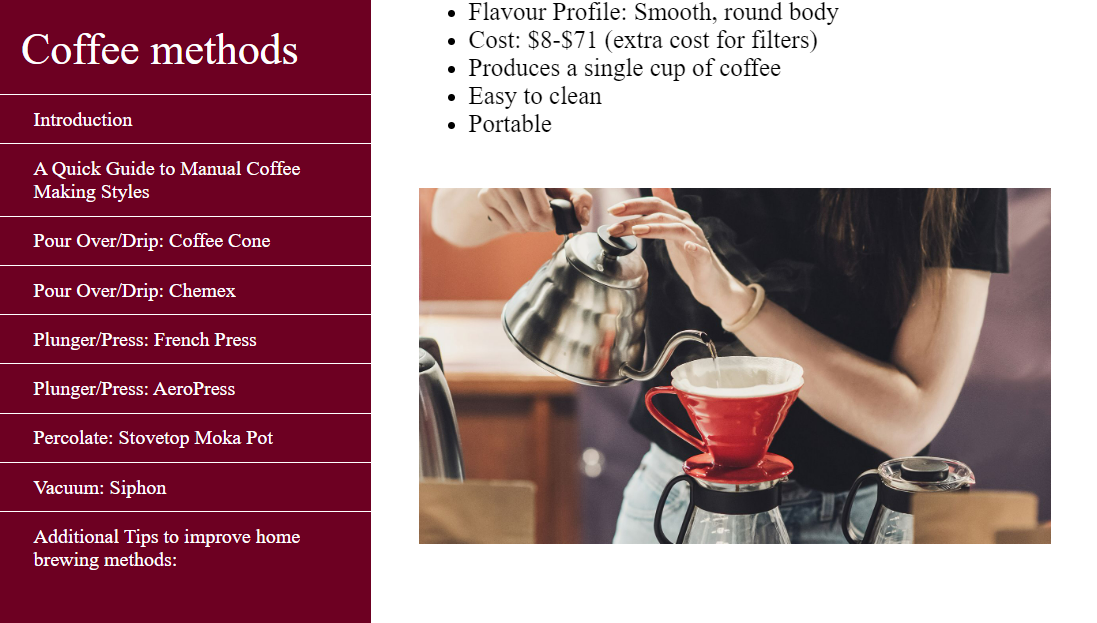 Coffee methods
Introduction
A Quick Guide to Manual Coffee
Making Styles
Pour Over/Drip: Coffee Cone
Pour Over/Drip: Chemex
Plunger/Press: French Press
Plunger/Press: AeroPress
Percolate: Stovetop Moka Pot
Vacuum: Siphon
Additional Tips to improve home
brewing methods:
Flavour Profile: Smooth, round body
Cost: $8-$71 (extra cost for filters)
Produces a single cup of coffee
Easy to clean
Portable